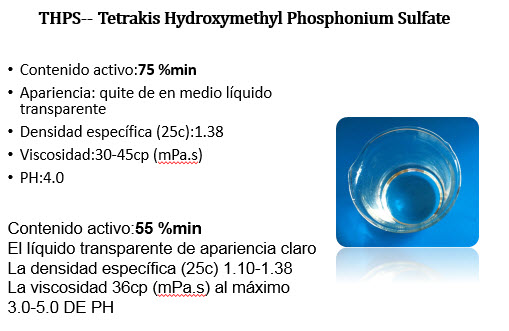 THPS-- Tetrakis Hydroxymethyl Phosphonium Sulfate
• Contenido activo:75 %min
• Apariencia: quite de en medio líquido
transparente
• Densidad específica (25c):1.38
• Viscosidad:30-45cp (mPa.s)
• PH:4.0
Contenido activo:55 %min
El líquido transparente de apariencia claro
La densidad específica (25c) 1.10-1.38
La viscosidad 36cp (mPa.s) al máximo
3.0-5.0 DE PH